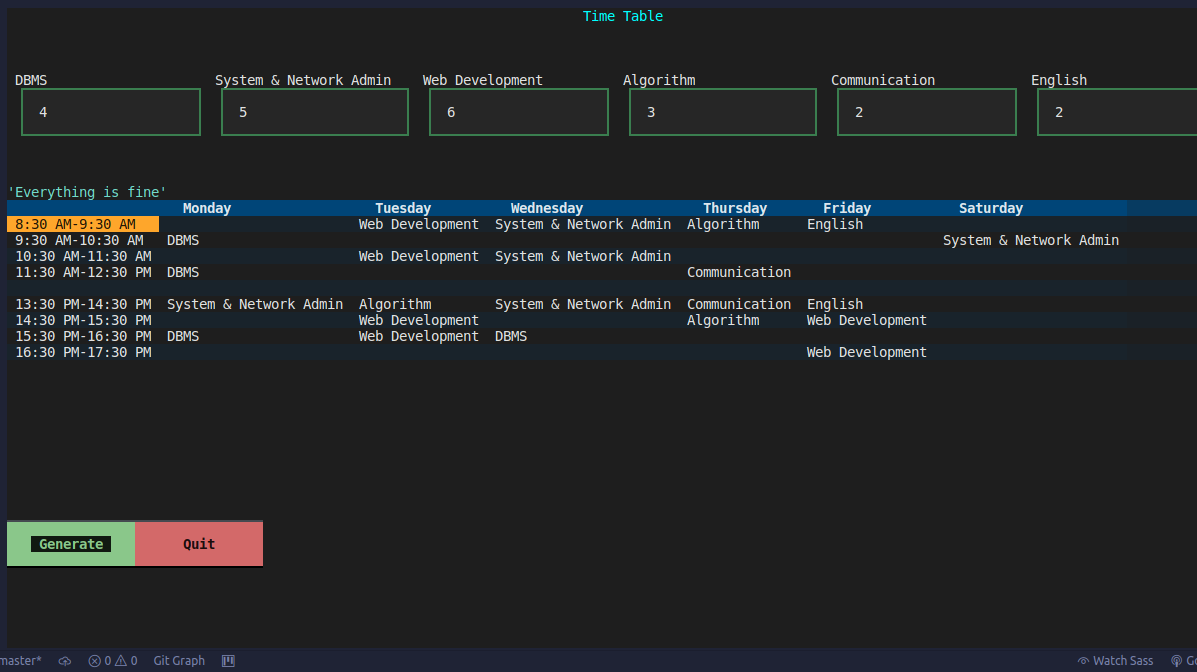 Time Table
DBMS System & Network Admin Web Development Algorithm Communication English
4 5 6 3 2 2
'Everything is fine'
Monday Tuesday Wednesday Thursday Friday Saturday
8:30 AM-9:30 AM Web Development System & Network Admin Algorithm English
9:30 AM-10:30 AM DBMS System & Network Admin
10:30 AM-11:30 AM Web Development System & Network Admin
11:30 AM-12:30 PM DBMS Communication
13:30 PM-14:30 PM System & Network Admin Algorithm System & Network Admin Communication English
14:30 PM-15:30 PM Web Development Algorithm Web Development
15:30 PM-16:30 PM DBMS Web Development DBMS
16:30 PM-17:30 PM Web Development
Generate Quit
master* 0 0 Git Graph Watch Sass